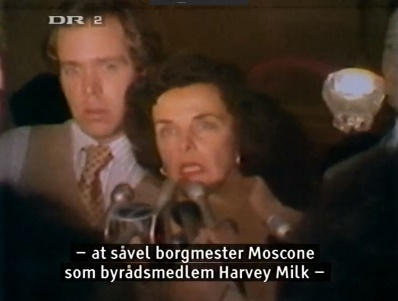 DR 2
– at såvel borgmester Moscone
som byrådsmedlem Harvey Milk –